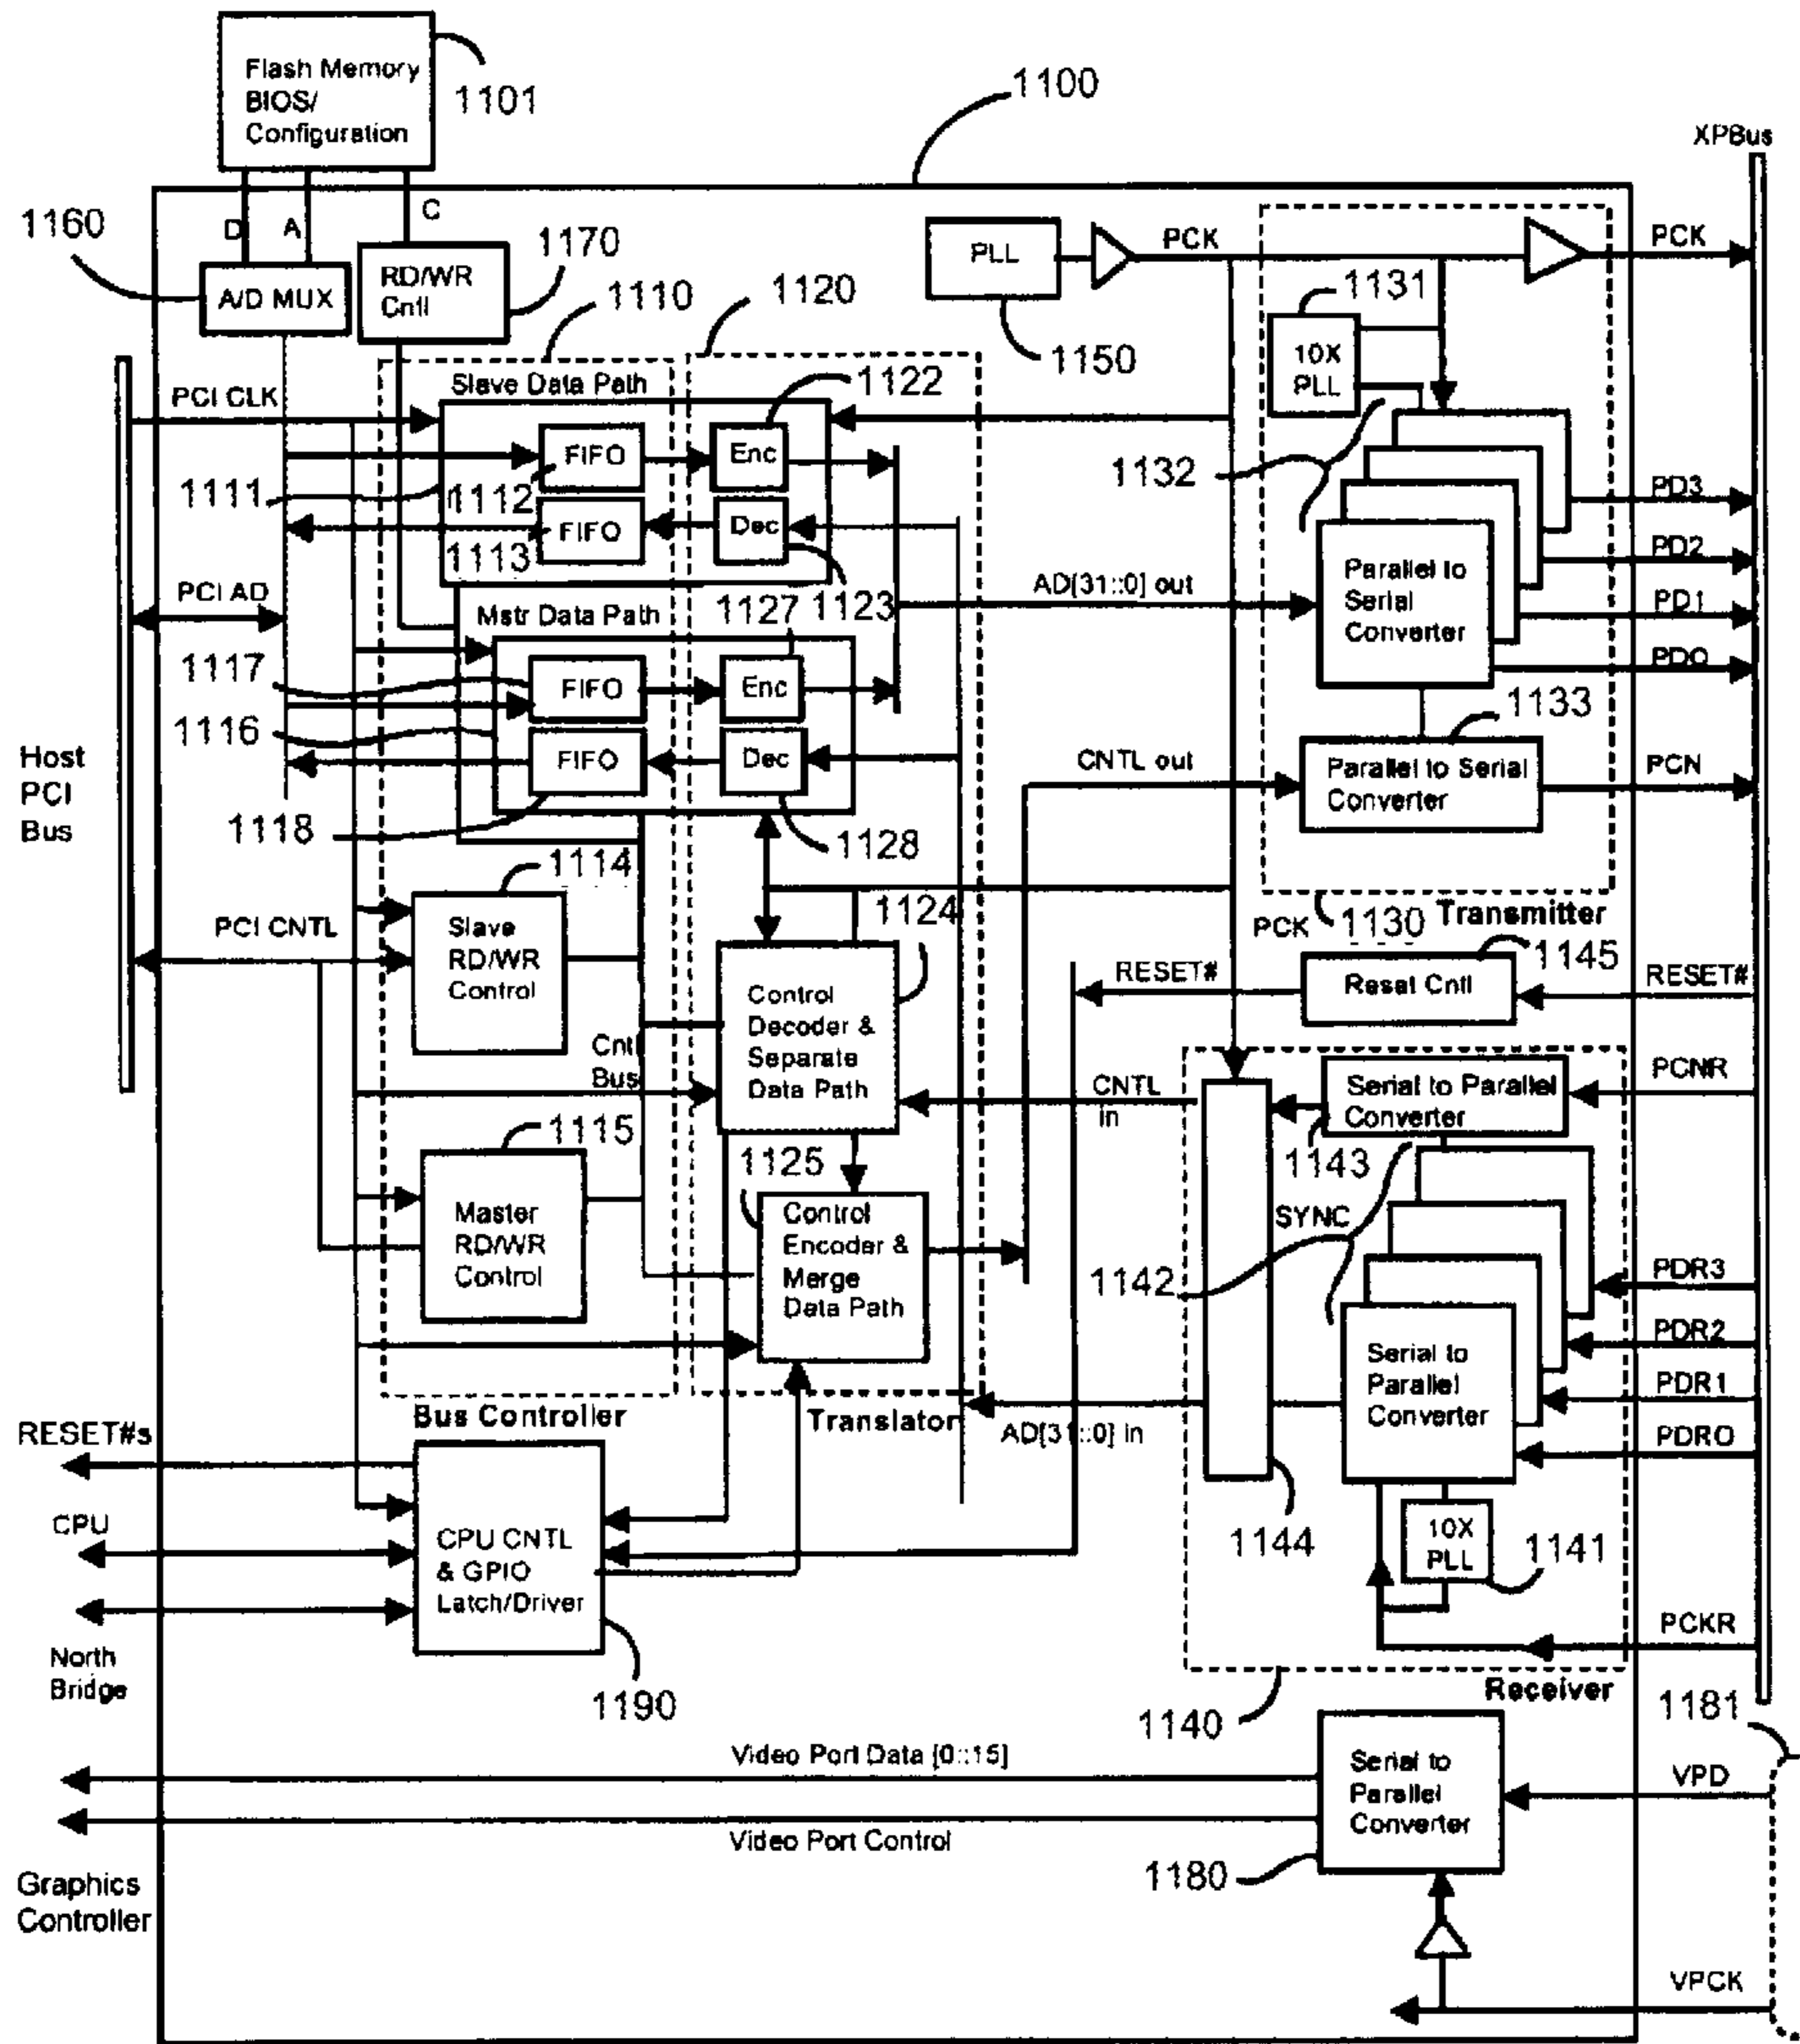 Flash Memory
BIOS/
Configuration
1101
1100
XPBus
1160
D
A
C
1170
A/D MUX
RD/WR
Cntl
1110
1120
PLL
PCK
PCK
1131
1150
10X
PLL
PCI CLK
Slave Data Path
1122
FIFO
Enc
1132
1111
1112
PD3
FIFO
Dec
1113
PD2
PCI AD
1127
1123
AD[31::0] out
Parallel to
Serial
Converter
PD1
Mstr Data Path
PD0
1117
FIFO
Enc
1133
1116
Host
PCI
Bus
FIFO
Dec
CNTL out
Parallel to Serial
Converter
PCN
1118
1128
1114
1124
PCI CNTL
Slave
RD/WR
Control
PCK
1130
Transmitter
1145
RESET#
Reset Cntl
RESET#
Control
Decoder &
Separate
Data Path
Cntl
Bus
CNTL
in
Serial to Parallel
Converter
PCNR
1115
1125
1143
Master
RD/WR
Control
Control
Encoder &
Merge
Data Path
SYNC
1142
PDR3
PDR2
Serial to
Parallel
Converter
PDR1
Bus Controller
Translator
AD[31::0] in
PDR0
RESET#s
CPU
CPU CNTL
& GPIO
Latch/Driver
1144
10X
PLL
1141
PCKR
North
Bridge
1190
1140
Receiver
1181
Video Port Data [0::15]
Serial to
Parallel
Converter
VPD
Video Port Control
1180
Graphics
Controller
VPCK